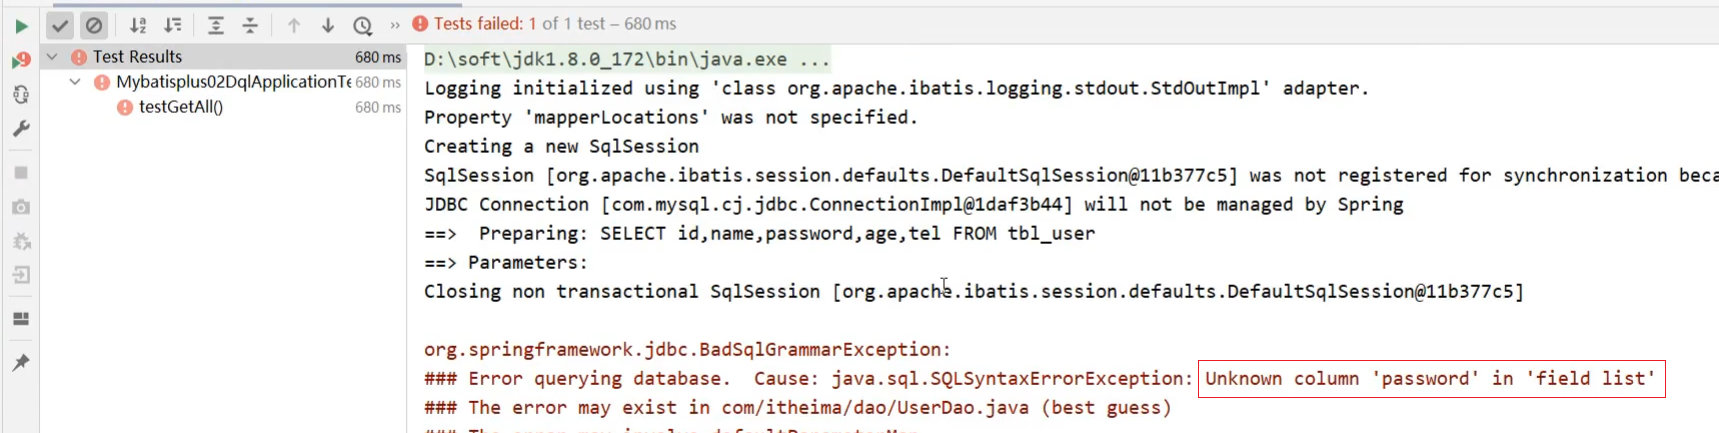 Tests failed: 1 of 1 test – 680 ms
Test Results 680 ms
Mybatisplus02DqlApplicationTe 680 ms
testGetAll() 680 ms
D:\soft\jdk1.8.0_172\bin\java.exe ...
Logging initialized using 'class org.apache.ibatis.logging.stdout.StdOutImpl' adapter.
Property 'mapperLocations' was not specified.
Creating a new SqlSession
SqlSession [org.apache.ibatis.session.defaults.DefaultSqlSession@11b377c5] was not registered for synchronization beca
JDBC Connection [com.mysql.cj.jdbc.ConnectionImpl@1daf3b44] will not be managed by Spring
==>  Preparing: SELECT id,name,password,age,tel FROM tbl_user
==> Parameters:
Closing non transactional SqlSession [org.apache.ibatis.session.defaults.DefaultSqlSession@11b377c5]
org.springframework.jdbc.BadSqlGrammarException:
### Error querying database.  Cause: java.sql.SQLSyntaxErrorException: Unknown column 'password' in 'field list'
### The error may exist in com/itheima/dao/UserDao.java (best guess)
### The error may involve defaultParameterMap